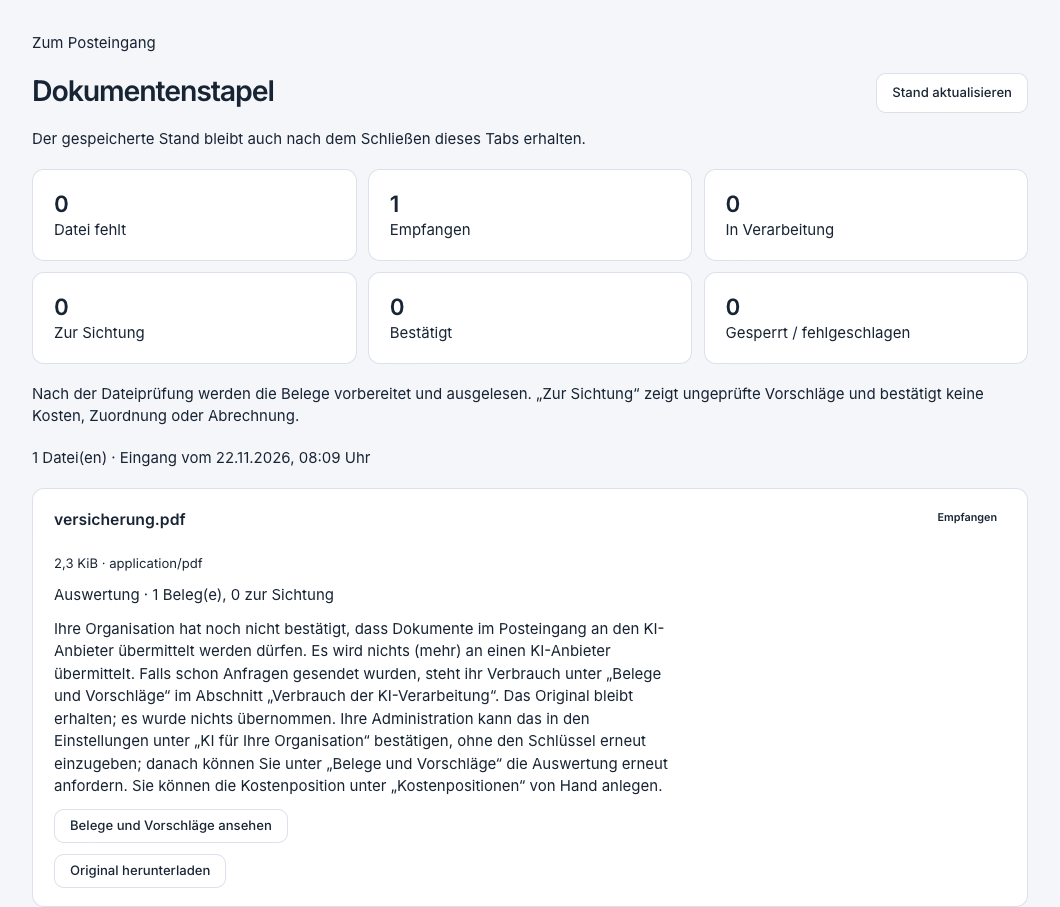 Zum Posteingang
Dokumentenstapel
Stand aktualisieren
Der gespeicherte Stand bleibt auch nach dem Schließen dieses Tabs erhalten.
0
Datei fehlt
1
Empfangen
0
In Verarbeitung
0
Zur Sichtung
0
Bestätigt
0
Gesperrt / fehlgeschlagen
Nach der Dateiprüfung werden die Belege vorbereitet und ausgelesen. „Zur Sichtung“ zeigt ungeprüfte Vorschläge und bestätigt keine
Kosten, Zuordnung oder Abrechnung.
1 Datei(en) · Eingang vom 22.11.2026, 08:09 Uhr
versicherung.pdf
Empfangen
2,3 KiB · application/pdf
Auswertung · 1 Beleg(e), 0 zur Sichtung
Ihre Organisation hat noch nicht bestätigt, dass Dokumente im Posteingang an den KI-
Anbieter übermittelt werden dürfen. Es wird nichts (mehr) an einen KI-Anbieter
übermittelt. Falls schon Anfragen gesendet wurden, steht ihr Verbrauch unter „Belege
und Vorschläge“ im Abschnitt „Verbrauch der KI-Verarbeitung“. Das Original bleibt
erhalten; es wurde nichts übernommen. Ihre Administration kann das in den
Einstellungen unter „KI für Ihre Organisation“ bestätigen, ohne den Schlüssel erneut
einzugeben; danach können Sie unter „Belege und Vorschläge“ die Auswertung erneut
anfordern. Sie können die Kostenposition unter „Kostenpositionen“ von Hand anlegen.
Belege und Vorschläge ansehen
Original herunterladen